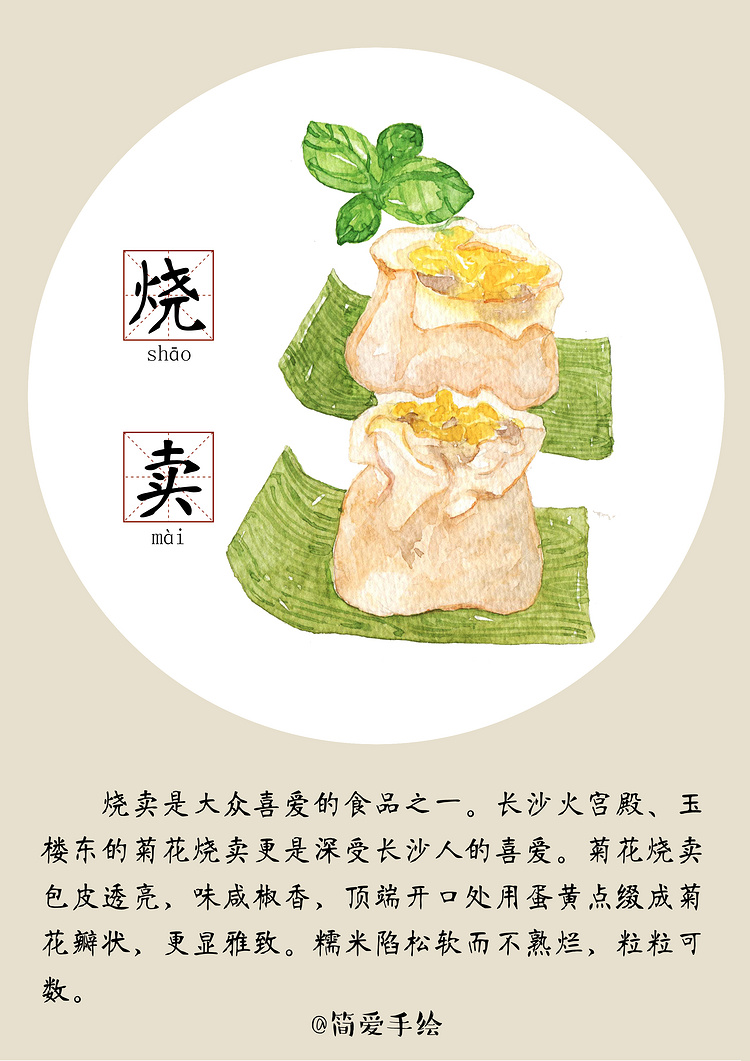 烧
shāo
卖
mài
烧卖是大众喜爱的食品之一。长沙火宫殿、玉
楼东的菊花烧卖更是深受长沙人的喜爱。菊花烧卖
包皮透亮，味咸椒香，顶端开口处用蛋黄点缀成菊
花瓣状，更显雅致。糯米陷松软而不熟烂，粒粒可
数。
@简爱手绘